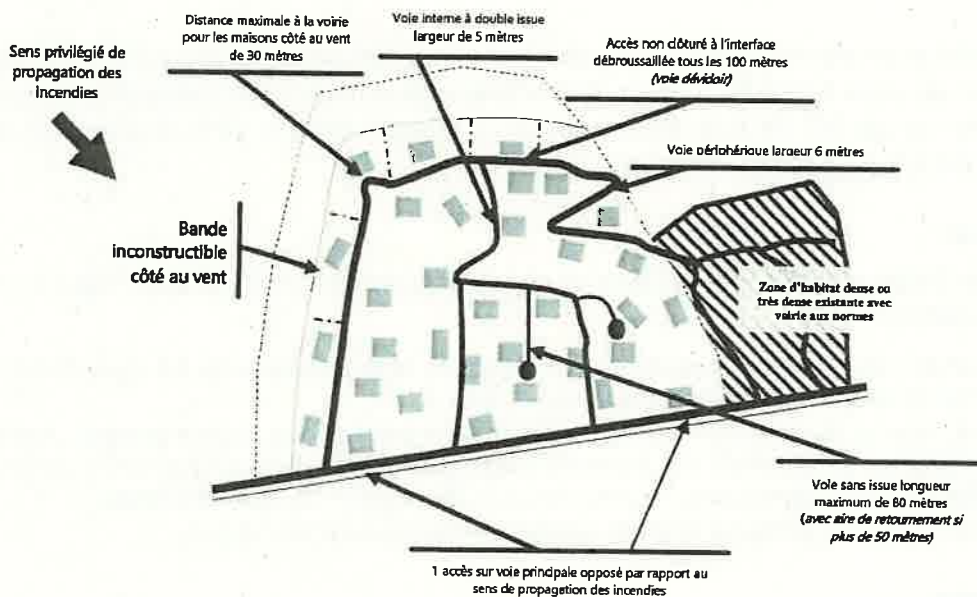 Distance maximale à la voirie
pour les maisons côté au vent
de 30 mètres
Voie interne à double issue
largeur de 5 mètres
Sens privilégié de
propagation des
incendies
Accès non clôturé à l'interface
débroussaillée tous les 100 mètres
(voie dévidoir)
Voie périphérique largeur 6 mètres
Bande
inconstructible
côté au vent
Zone d'habitat dense ou
très dense existante avec
voirie aux normes
Voie sans issue longueur
maximum de 80 mètres
(avec aire de retournement si
plus de 50 mètres)
1 accès sur voie principale opposé par rapport au
sens de propagation des incendies